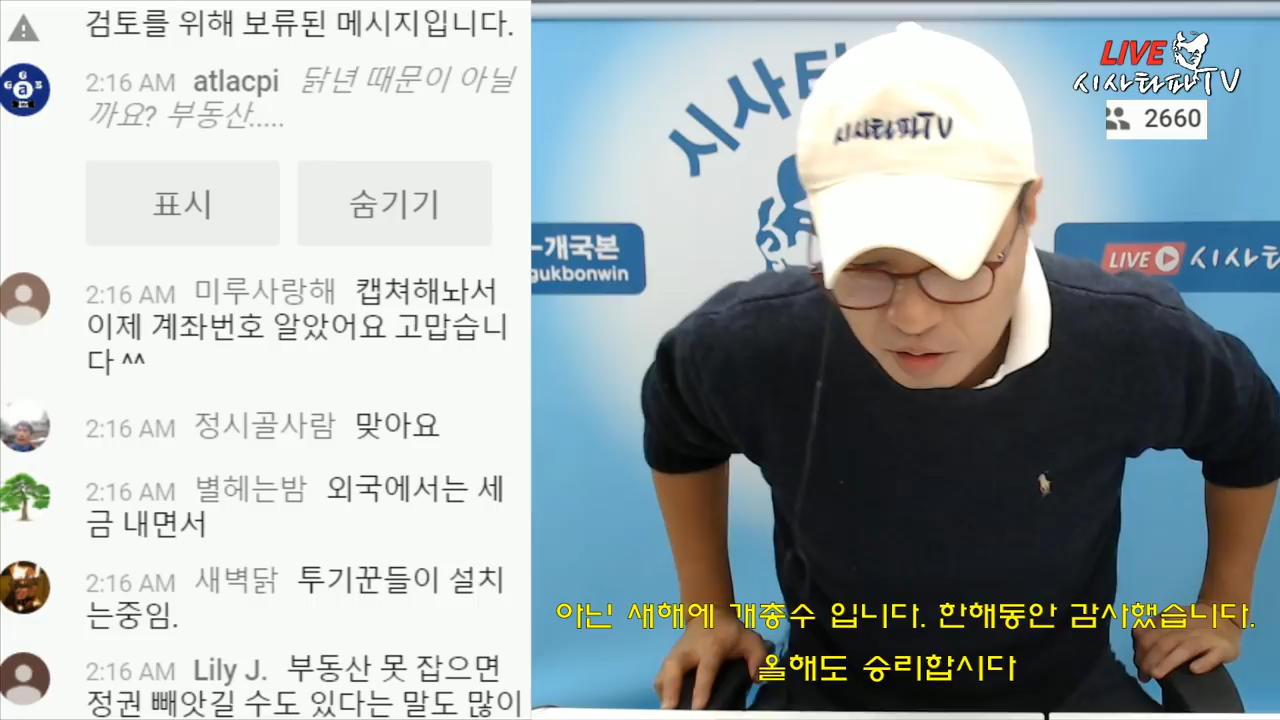 검토를 위해 보류된 메시지입니다.
2:16 AM atlacpi 닭년 때문이 아닐
까요? 부동산.....
표시 숨기기
2:16 AM 미루사랑해 캡쳐해놔서
이제 계좌번호 알았어요 고맙습니
다 ^^
2:16 AM 정시골사람 맞아요
2:16 AM 별헤는밤 외국에서는 세
금 내면서
2:16 AM 새벽닭 투기꾼들이 설치
는중임.
2:16 AM Lily J. 부동산 못 잡으면
정권 빼앗길 수도 있다는 말도 많이
LIVE
시사타파TV
2660
시사타
시사타파TV
-개국본
gukbonwin
LIVE 시사타
아닌 새해에 개총수 입니다. 한해동안 감사했습니다.
올해도 승리합시다